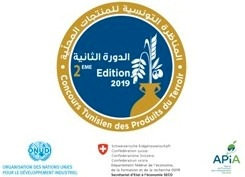 المناظرة التونسية للمنتجات المحلية
الدورة الثانية
2ÈME Edition
2019
Concours Tunisien des Produits du Terroir
ONUDI
ORGANISATION DES NATIONS UNIES
POUR LE DÉVELOPPEMENT INDUSTRIEL
Schweizerische Eidgenossenschaft
Confédération suisse
Confederazione Svizzera
Confederaziun svizra
Département fédéral de l'économie,
de la formation et de la recherche DEFR
Secrétariat d'Etat à l'économie SECO
APiA